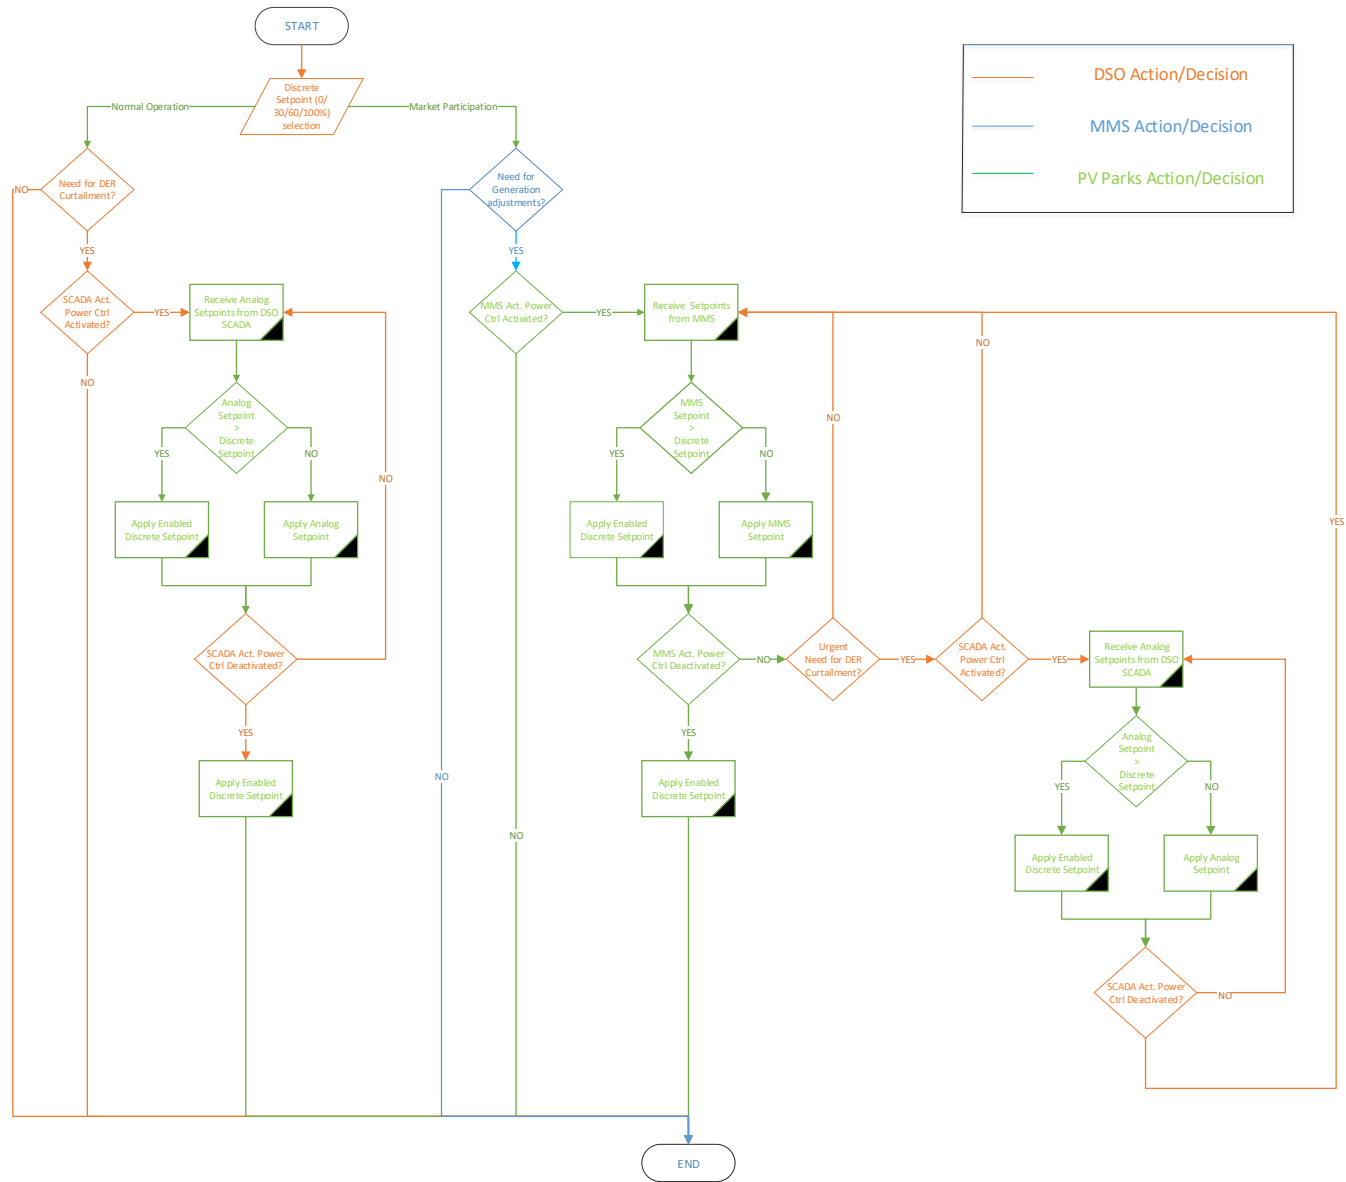 START
Discrete
Setpoint (0/
30/60/100%)
selection
Normal Operation
Market Participation
DSO Action/Decision
MMS Action/Decision
PV Parks Action/Decision
Need for DER
Curtailment?
NO
YES
SCADA Act.
Power Ctrl
Activated?
YES
NO
Receive Analog
Setpoints from DSO
SCADA
Analog
Setpoint
>
Discrete
Setpoint
YES
NO
Apply Enabled
Discrete Setpoint
Apply Analog
Setpoint
NO
SCADA Act. Power
Ctrl Deactivated?
YES
Apply Enabled
Discrete Setpoint
Need for
Generation
adjustments?
YES
NO
MMS Act. Power
Ctrl Activated?
YES
NO
Receive Setpoints
from MMS
MMS
Setpoint
>
Discrete
Setpoint
YES
NO
Apply Enabled
Discrete Setpoint
Apply MMS
Setpoint
MMS Act. Power
Ctrl Deactivated?
NO
YES
Apply Enabled
Discrete Setpoint
Urgent
Need for DER
Curtailment?
NO
YES
SCADA Act.
Power Ctrl
Activated?
NO
YES
Receive Analog
Setpoints from DSO
SCADA
Analog
Setpoint
>
Discrete
Setpoint
YES
NO
Apply Enabled
Discrete Setpoint
Apply Analog
Setpoint
SCADA Act. Power
Ctrl Deactivated?
NO
YES
END